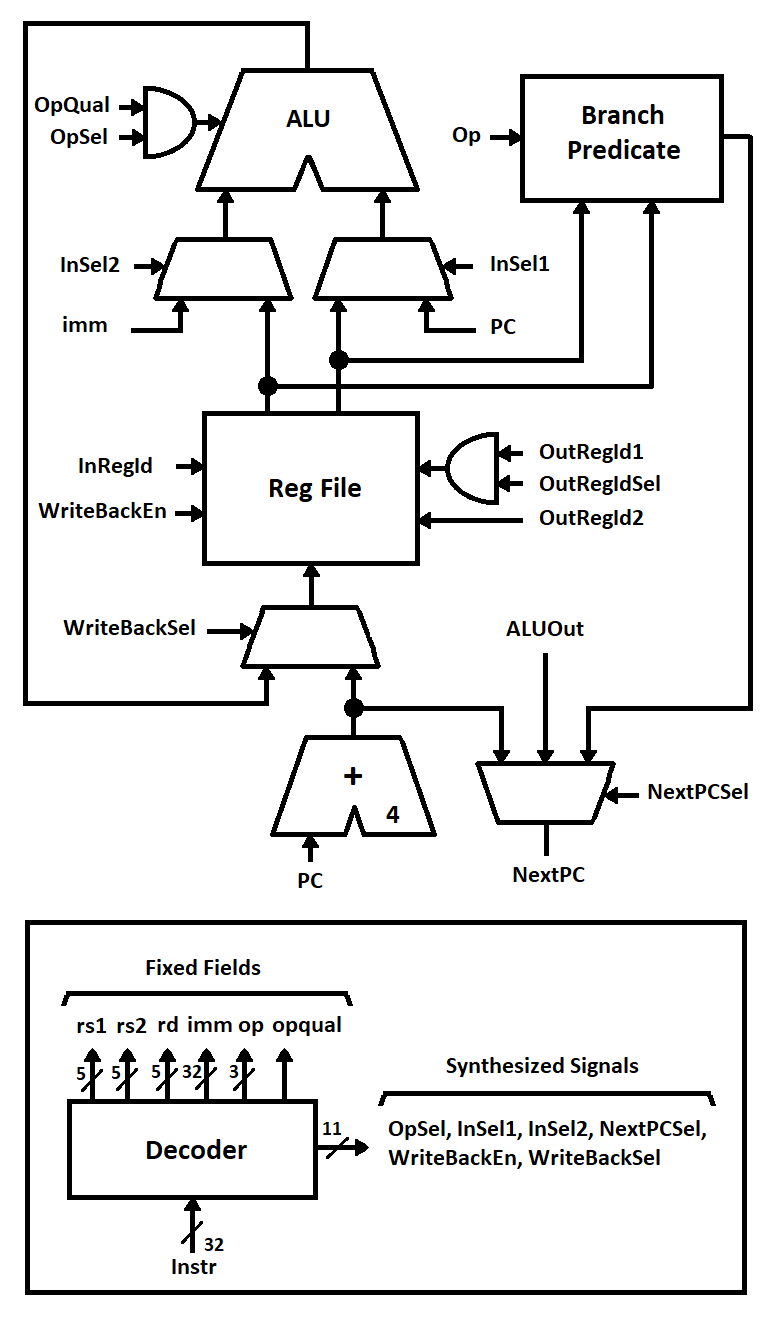 OpQual
OpSel
ALU
Op
Branch
Predicate
InSel2
InSel1
imm
PC
InRegId
WriteBackEn
Reg File
OutRegId1
OutRegIdSel
OutRegId2
WriteBackSel
ALUOut
+
4
PC
NextPCSel
NextPC
Fixed Fields
rs1 rs2 rd imm op opqual
5 5 5 32 3
Synthesized Signals
Decoder
11
OpSel, InSel1, InSel2, NextPCSel,
WriteBackEn, WriteBackSel
32
Instr